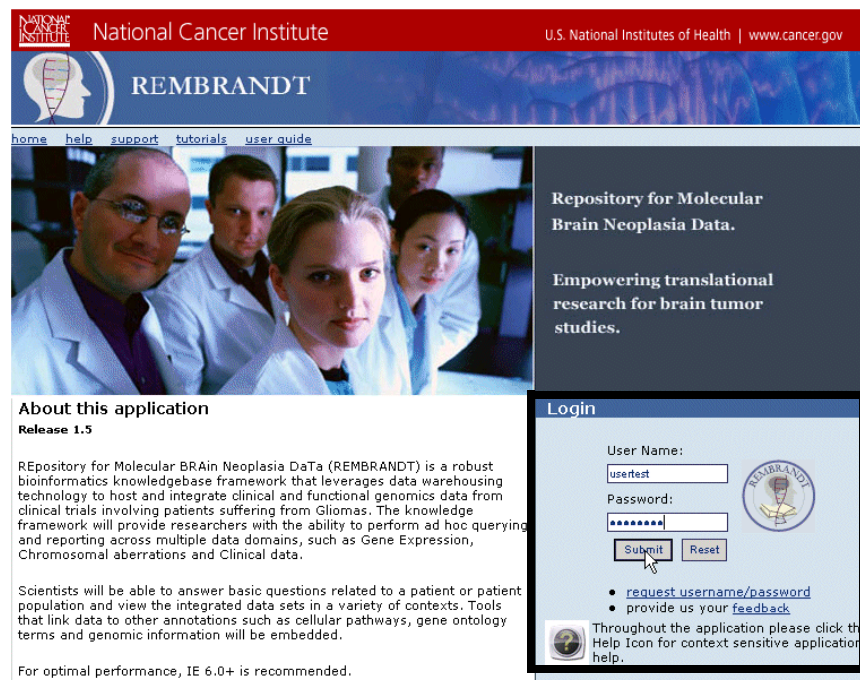 NATIONAL
CANCER
INSTITUTE
National Cancer Institute
U.S. National Institutes of Health | www.cancer.gov
REMBRANDT
home help support tutorials user guide
Repository for Molecular
Brain Neoplasia Data.
Empowering translational
research for brain tumor
studies.
About this application
Release 1.5
REpository for Molecular BRAin Neoplasia DaTa (REMBRANDT) is a robust
bioinformatics knowledgebase framework that leverages data warehousing
technology to host and integrate clinical and functional genomics data from
clinical trials involving patients suffering from Gliomas. The knowledge
framework will provide researchers with the ability to perform ad hoc querying
and reporting across multiple data domains, such as Gene Expression,
Chromosomal aberrations and Clinical data.
Scientists will be able to answer basic questions related to a patient or patient
population and view the integrated data sets in a variety of contexts. Tools
that link data to other annotations such as cellular pathways, gene ontology
terms and genomic information will be embedded.
For optimal performance, IE 6.0+ is recommended.
Login
User Name:
usertest
Password:
••••••••
Submit Reset
REMBRANDT
• request username/password
• provide us your feedback
Throughout the application please click th
Help Icon for context sensitive application
help.